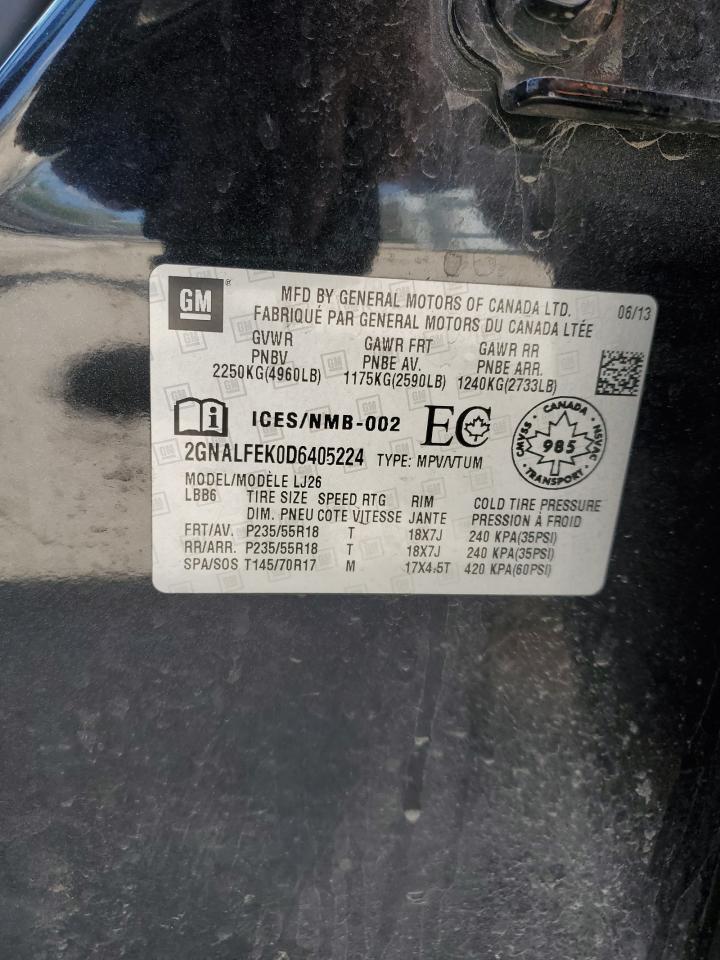 GM
MFD BY GENERAL MOTORS OF CANADA LTD. 06/13
FABRIQUÉ PAR GENERAL MOTORS DU CANADA LTÉE
GVWR GAWR FRT GAWR RR
PNBV PNBE AV. PNBE ARR.
2250KG(4960LB) 1175KG(2590LB) 1240KG(2733LB)
i ICES/NMB-002 EC
CANADA
CMVSS 985 NSVAC
TRANSPORT
2GNALFEK0D6405224 TYPE: MPV/VTUM
MODEL/MODÈLE LJ26
LBB6 TIRE SIZE SPEED RTG RIM COLD TIRE PRESSURE
DIM. PNEU COTE VITESSE JANTE PRESSION À FROID
FRT/AV. P235/55R18 T 18X7J 240 KPA(35PSI)
RR/ARR. P235/55R18 T 18X7J 240 KPA(35PSI)
SPA/SOS T145/70R17 M 17X4.5T 420 KPA(60PSI)